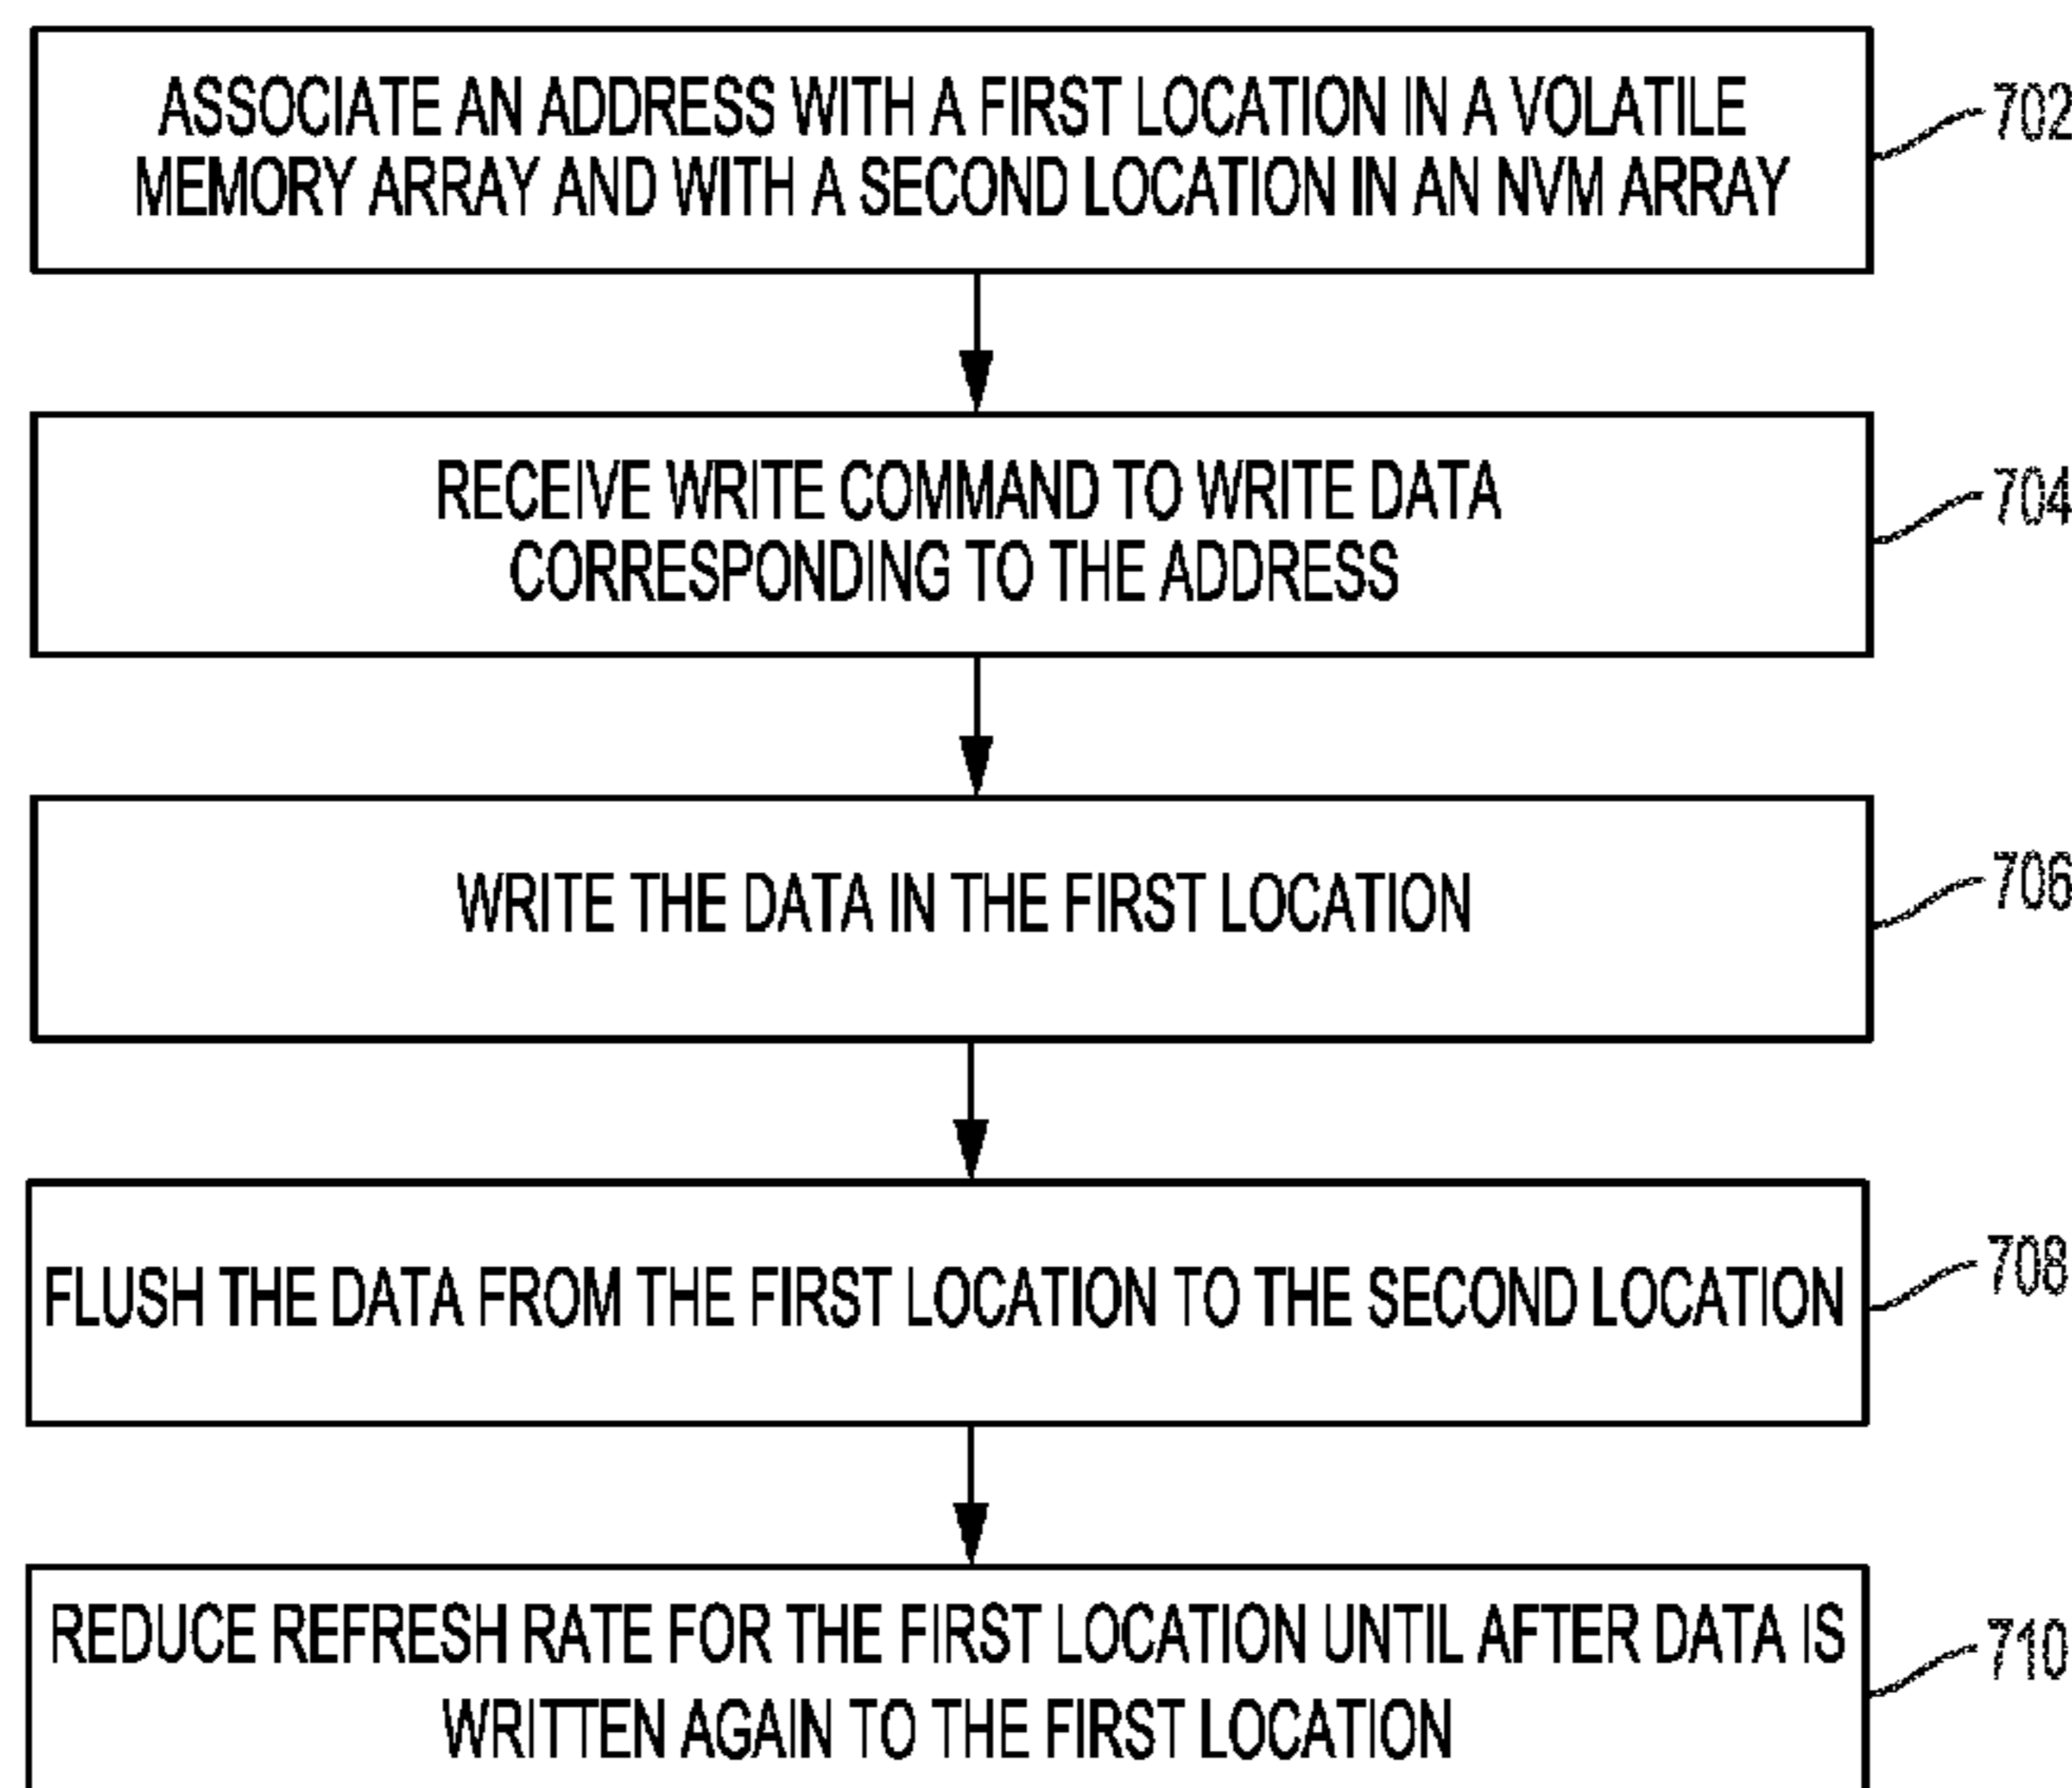 ASSOCIATE AN ADDRESS WITH A FIRST LOCATION IN A VOLATILE
MEMORY ARRAY AND WITH A SECOND LOCATION IN AN NVM ARRAY
702
RECEIVE WRITE COMMAND TO WRITE DATA
CORRESPONDING TO THE ADDRESS
704
WRITE THE DATA IN THE FIRST LOCATION
706
FLUSH THE DATA FROM THE FIRST LOCATION TO THE SECOND LOCATION
708
REDUCE REFRESH RATE FOR THE FIRST LOCATION UNTIL AFTER DATA IS
WRITTEN AGAIN TO THE FIRST LOCATION
710